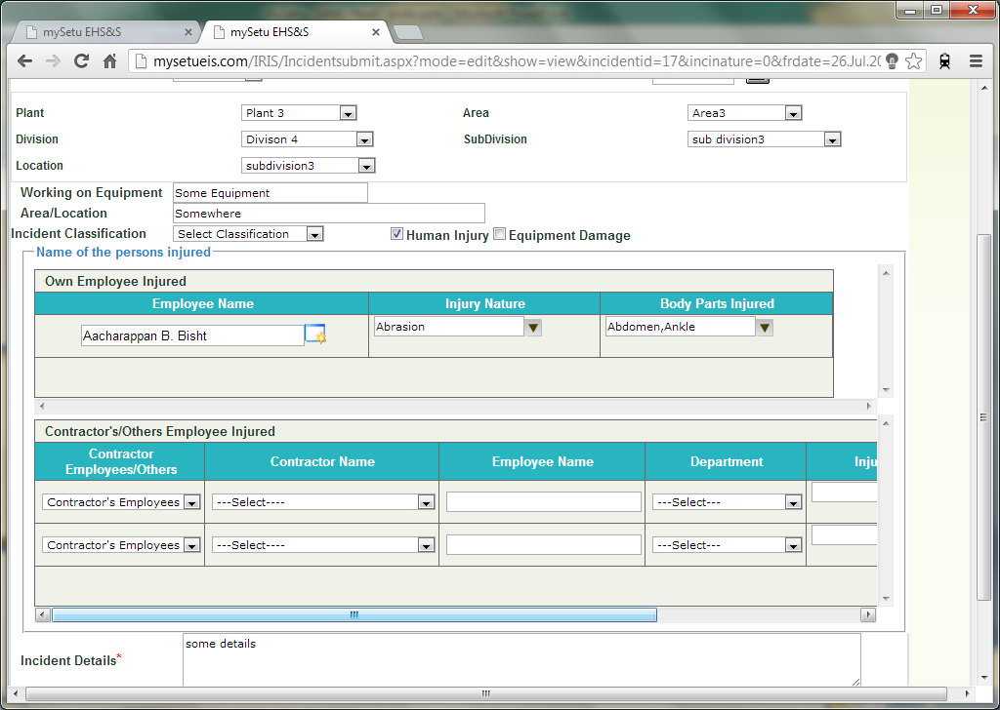 mySetu EHS&S
mySetu EHS&S
mysetueis.com/IRIS/Incidentsubmit.aspx?mode=edit&show=view&incidentid=17&incinature=0&frdate=26.Jul.20
Plant Plant 3 Area Area3
Division Divison 4 SubDivision sub division3
Location subdivision3
Working on Equipment Some Equipment
Area/Location Somewhere
Incident Classification Select Classification Human Injury Equipment Damage
Name of the persons injured
Own Employee Injured
Employee Name Injury Nature Body Parts Injured
Aacharappan B. Bisht Abrasion Abdomen,Ankle
Contractor's/Others Employee Injured
Contractor Employees/Others Contractor Name Employee Name Department Inju
Contractor's Employees ---Select---- ---Select---
Contractor's Employees ---Select---- ---Select---
Incident Details* some details